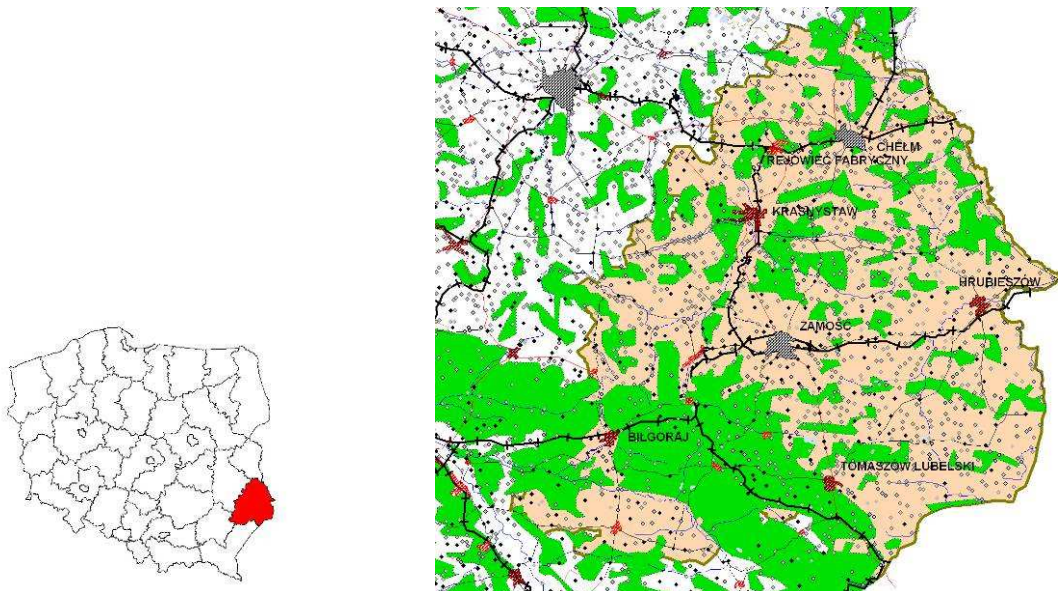 CHEŁM
REJOWIEC FABRYCZNY
KRASNYSTAW
HRUBIESZÓW
ZAMOŚĆ
BIŁGORAJ
TOMASZÓW LUBELSKI